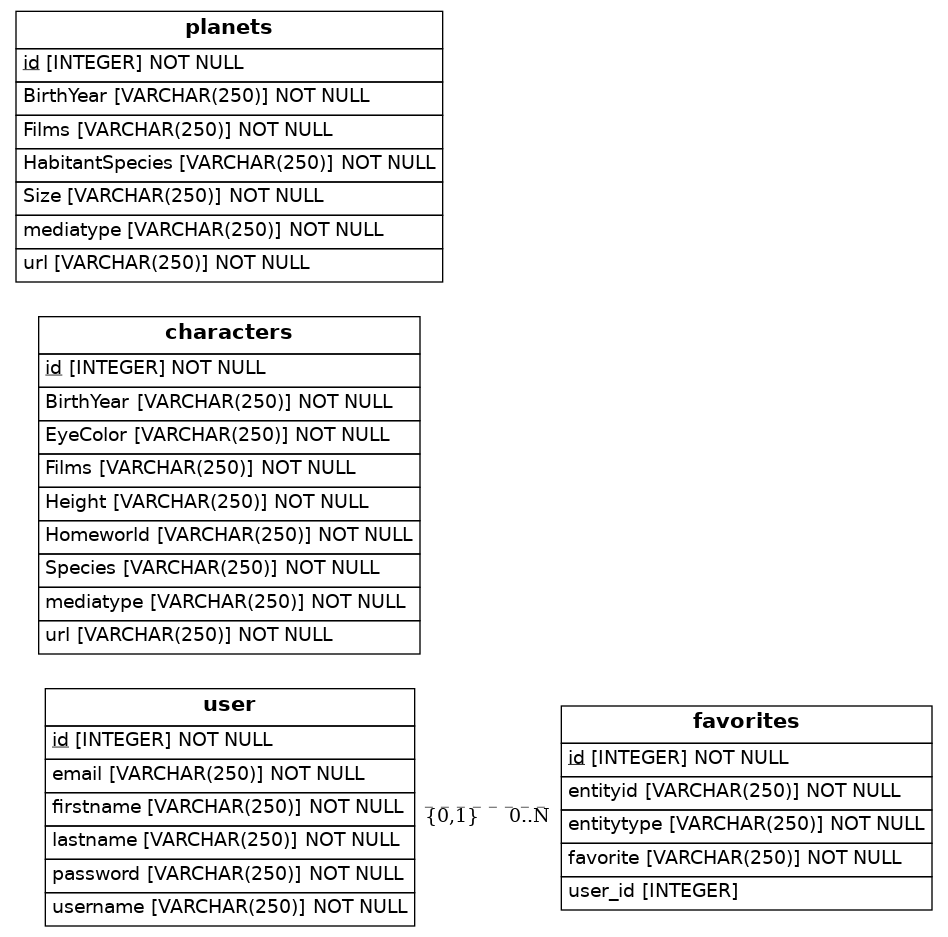 planets
id [INTEGER] NOT NULL
BirthYear [VARCHAR(250)] NOT NULL
Films [VARCHAR(250)] NOT NULL
HabitantSpecies [VARCHAR(250)] NOT NULL
Size [VARCHAR(250)] NOT NULL
mediatype [VARCHAR(250)] NOT NULL
url [VARCHAR(250)] NOT NULL
characters
id [INTEGER] NOT NULL
BirthYear [VARCHAR(250)] NOT NULL
EyeColor [VARCHAR(250)] NOT NULL
Films [VARCHAR(250)] NOT NULL
Height [VARCHAR(250)] NOT NULL
Homeworld [VARCHAR(250)] NOT NULL
Species [VARCHAR(250)] NOT NULL
mediatype [VARCHAR(250)] NOT NULL
url [VARCHAR(250)] NOT NULL
user
id [INTEGER] NOT NULL
email [VARCHAR(250)] NOT NULL
firstname [VARCHAR(250)] NOT NULL
lastname [VARCHAR(250)] NOT NULL
password [VARCHAR(250)] NOT NULL
username [VARCHAR(250)] NOT NULL
{0,1} 0..N
favorites
id [INTEGER] NOT NULL
entityid [VARCHAR(250)] NOT NULL
entitytype [VARCHAR(250)] NOT NULL
favorite [VARCHAR(250)] NOT NULL
user_id [INTEGER]